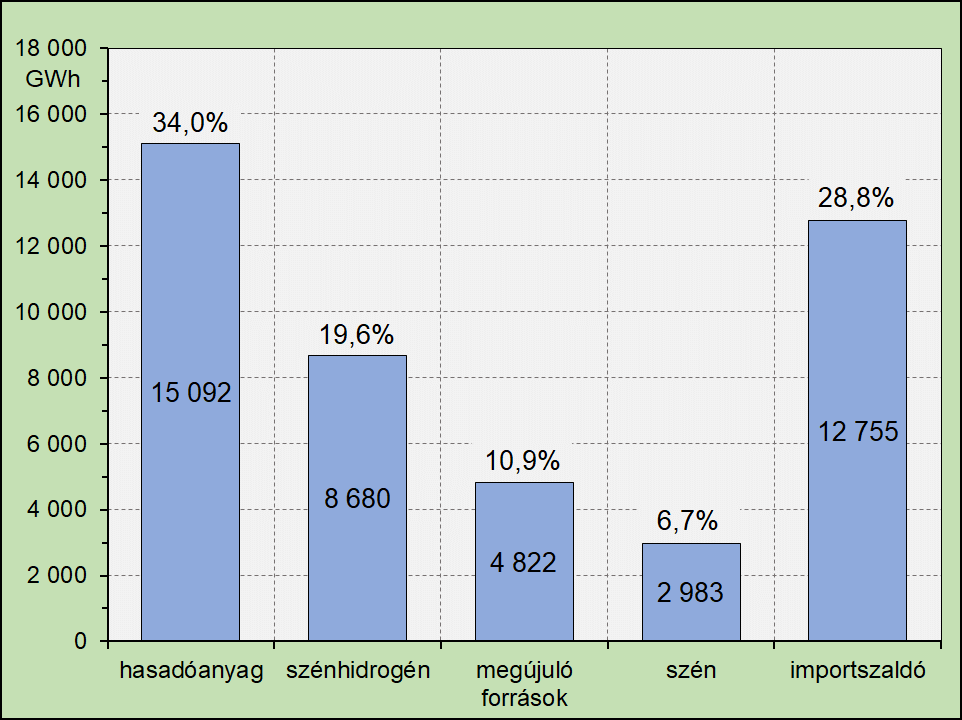 18 000
GWh
16 000
14 000
12 000
10 000
8 000
6 000
4 000
2 000
0
34,0%
15 092
19,6%
8 680
10,9%
4 822
6,7%
2 983
28,8%
12 755
hasadóanyag
szénhidrogén
megújuló
források
szén
importszaldó